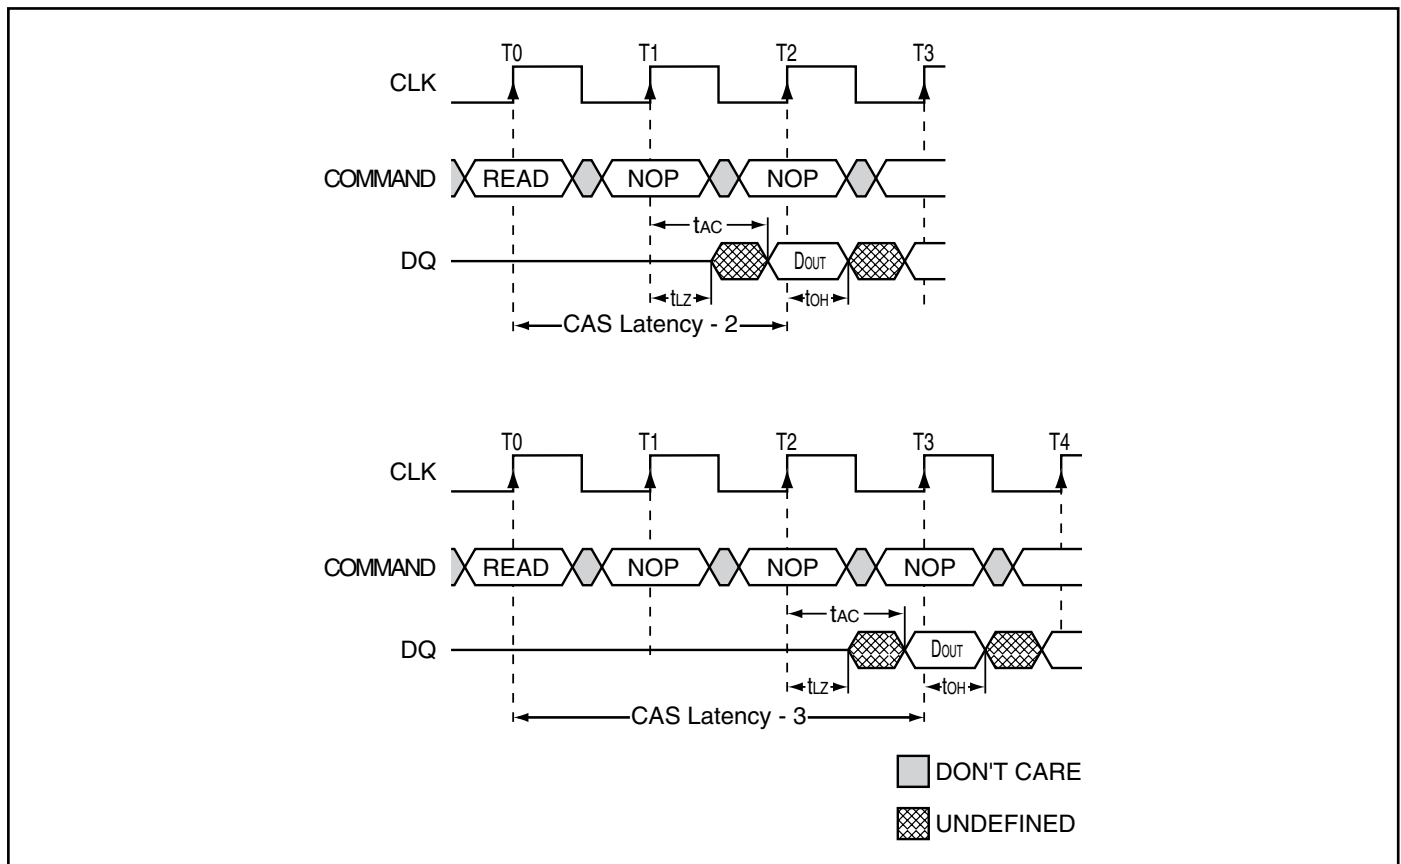 T0 T1 T2 T3
CLK
COMMAND READ NOP NOP
tAC
DQ DOUT
tLZ tOH
CAS Latency - 2
T0 T1 T2 T3 T4
CLK
COMMAND READ NOP NOP NOP
tAC
DQ DOUT
tLZ tOH
CAS Latency - 3
DON'T CARE
UNDEFINED